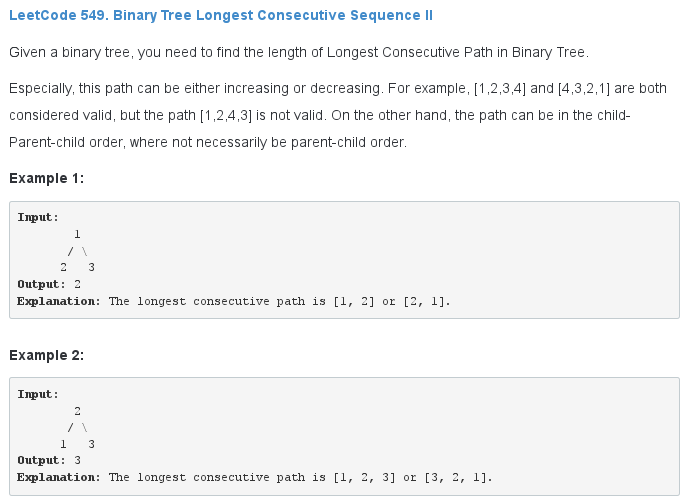 LeetCode 549. Binary Tree Longest Consecutive Sequence II
Given a binary tree, you need to find the length of Longest Consecutive Path in Binary Tree.
Especially, this path can be either increasing or decreasing. For example, [1,2,3,4] and [4,3,2,1] are both
considered valid, but the path [1,2,4,3] is not valid. On the other hand, the path can be in the child-
Parent-child order, where not necessarily be parent-child order.
Example 1:
Input:
1
/ \
2 3
Output: 2
Explanation: The longest consecutive path is [1, 2] or [2, 1].
Example 2:
Input:
2
/ \
1 3
Output: 3
Explanation: The longest consecutive path is [1, 2, 3] or [3, 2, 1].